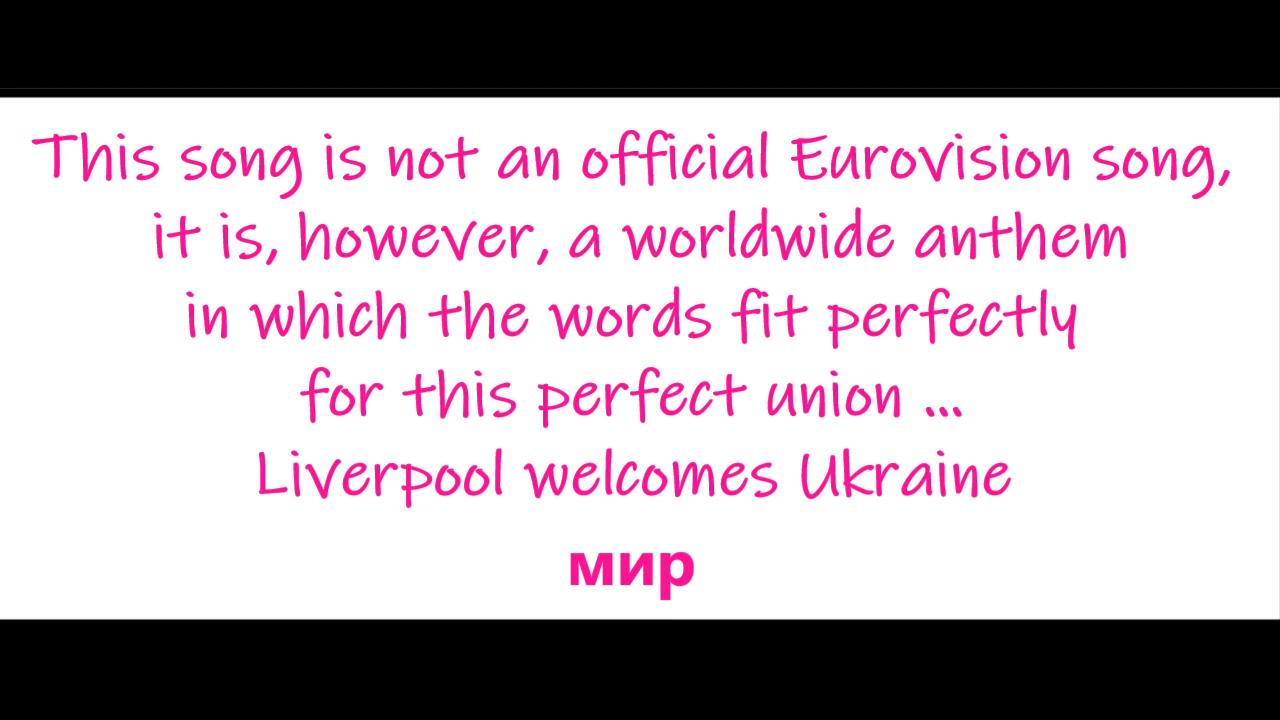 This song is not an official Eurovision song,
it is, however, a worldwide anthem
in which the words fit perfectly
for this perfect union ...
Liverpool welcomes Ukraine
мир